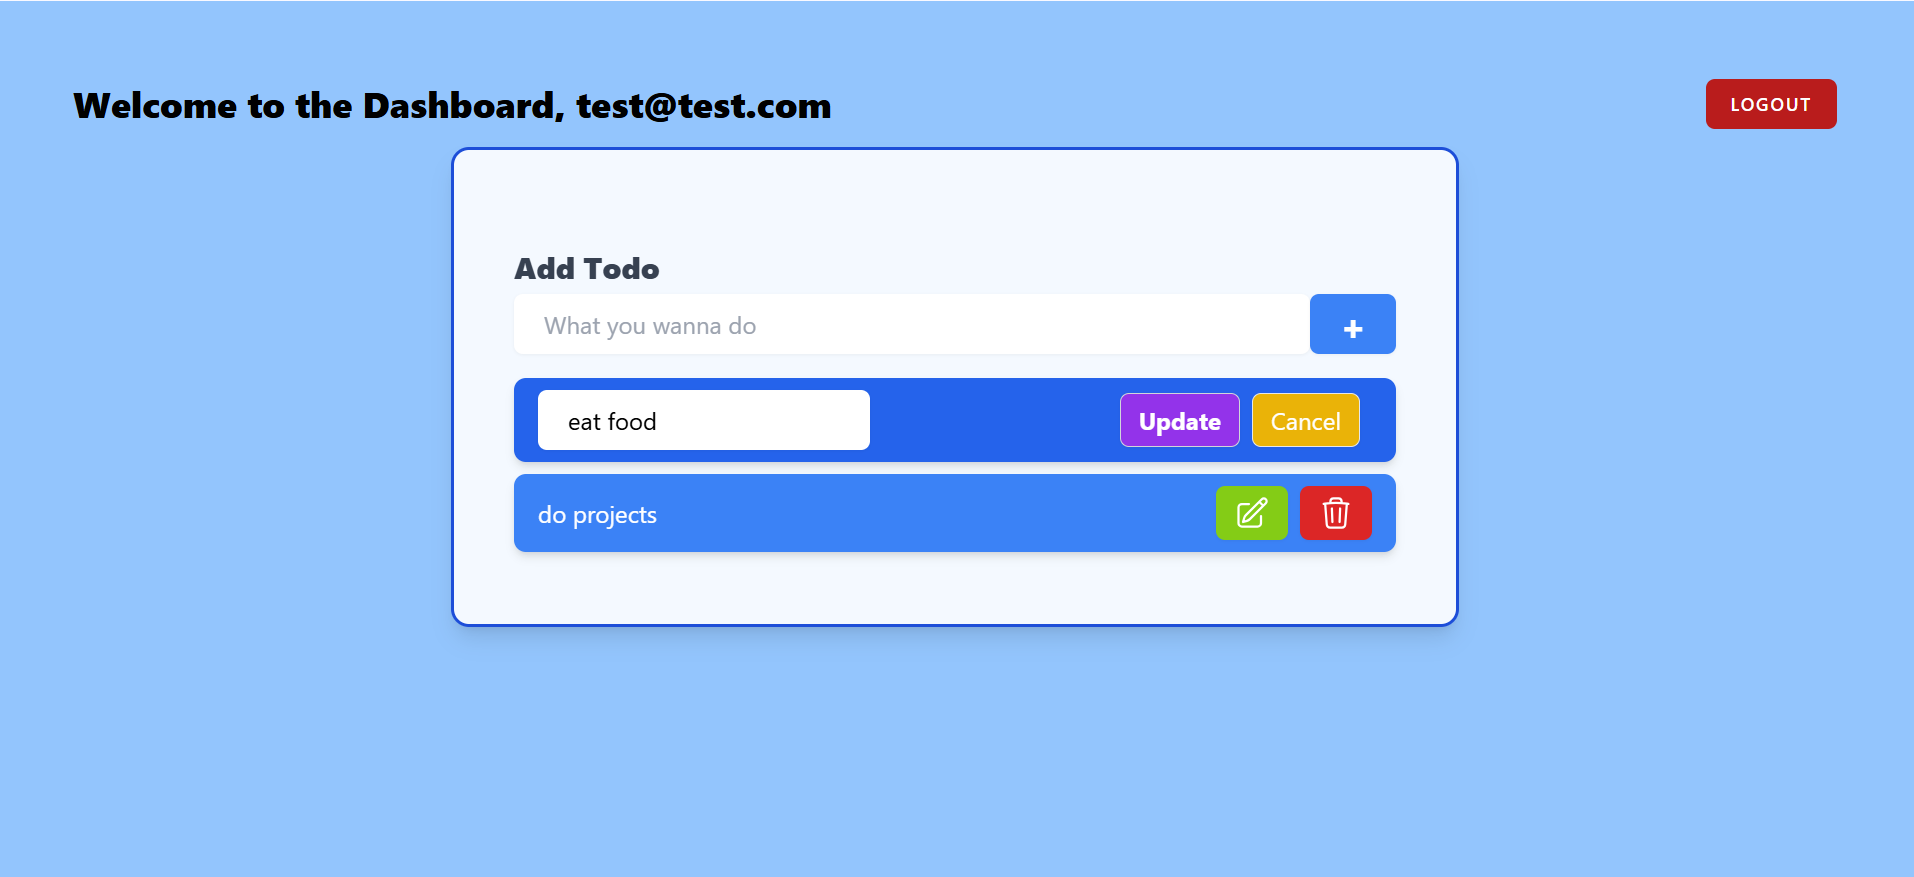 Welcome to the Dashboard, test@test.com
LOGOUT
Add Todo
What you wanna do
+
eat food
Update
Cancel
do projects